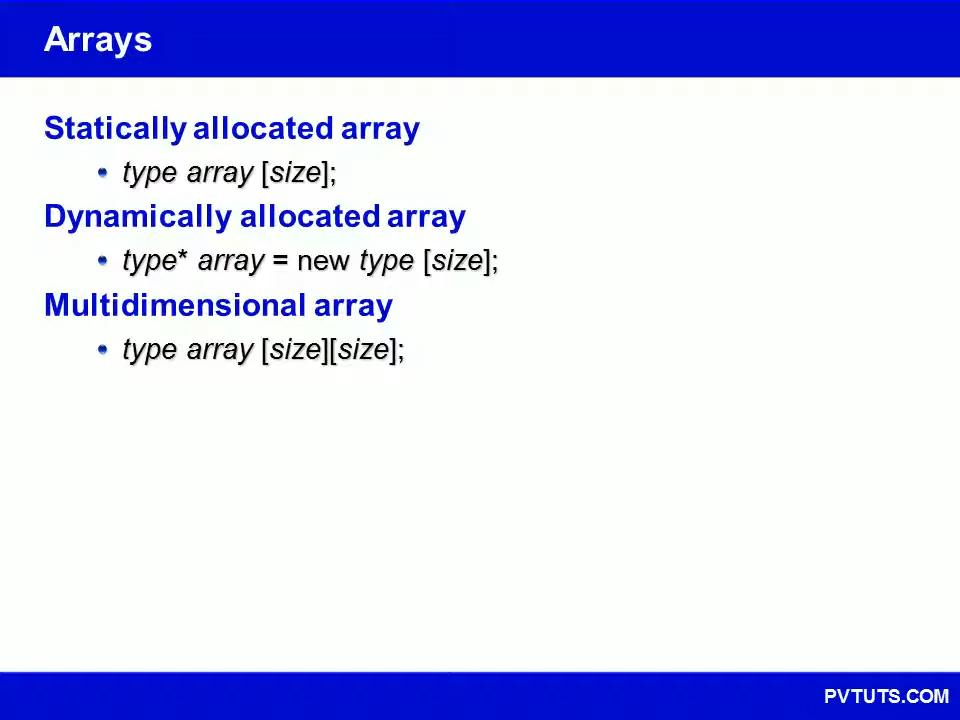 Arrays
Statically allocated array
• type array [size];
Dynamically allocated array
• type* array = new type [size];
Multidimensional array
• type array [size][size];
PVTUTS.COM